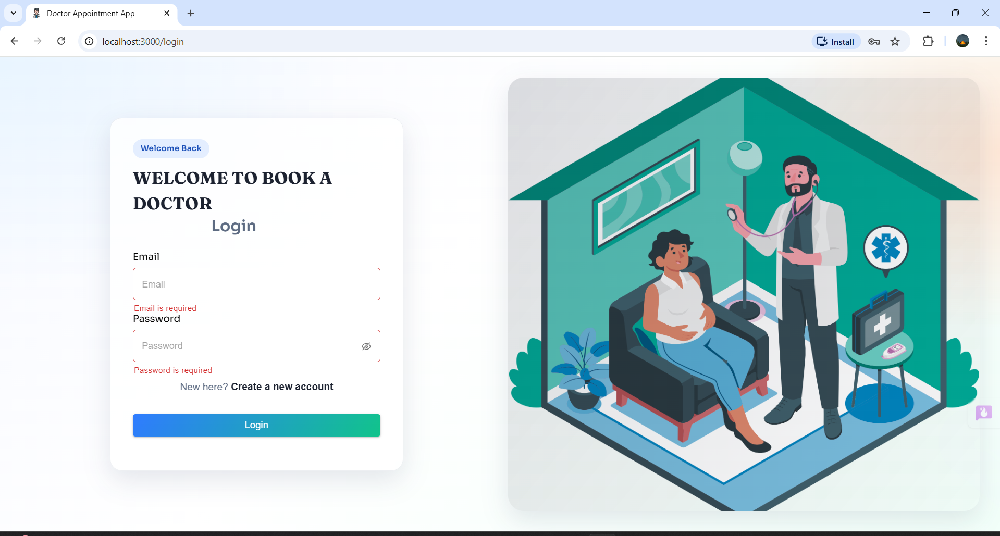 Doctor Appointment App
localhost:3000/login
Install
Welcome Back
WELCOME TO BOOK A
DOCTOR
Login
Email
Email
Email is required
Password
Password
Password is required
New here? Create a new account
Login